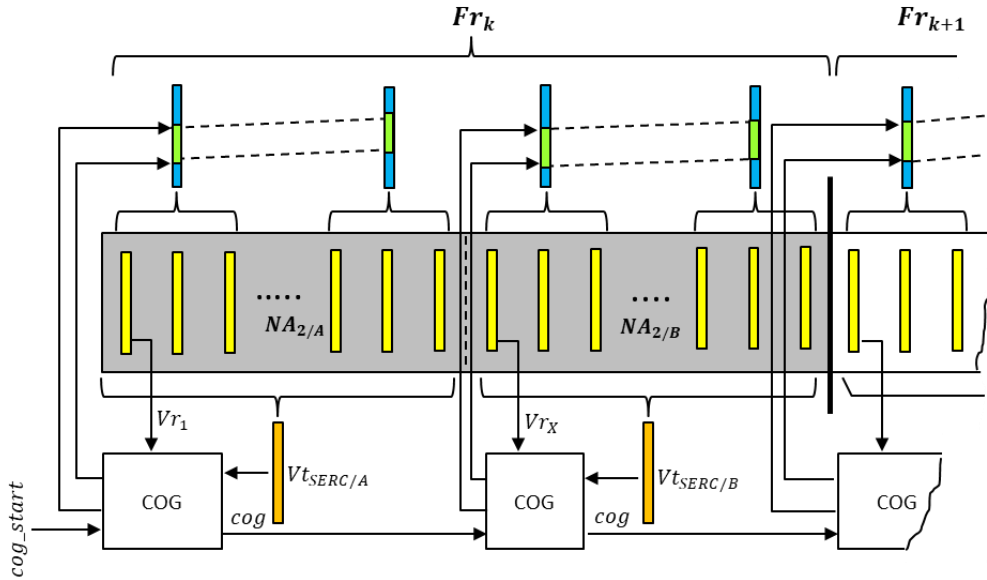 Fr_k
Fr_{k+1}
.....
....
NA_{2/A}
NA_{2/B}
Vr_1
Vr_X
Vt_{SERC/A}
Vt_{SERC/B}
COG
COG
COG
cog
cog
cog_start